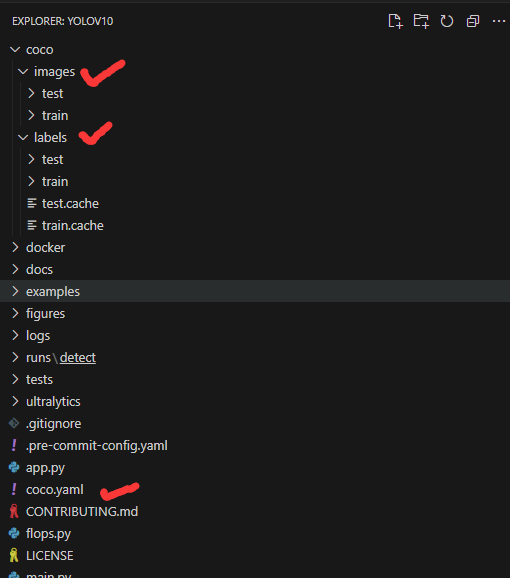 EXPLORER: YOLOV10
coco
images
test
train
labels
test
train
test.cache
train.cache
docker
docs
examples
figures
logs
runs\detect
tests
ultralytics
.gitignore
.pre-commit-config.yaml
app.py
coco.yaml
CONTRIBUTING.md
flops.py
LICENSE
main.py